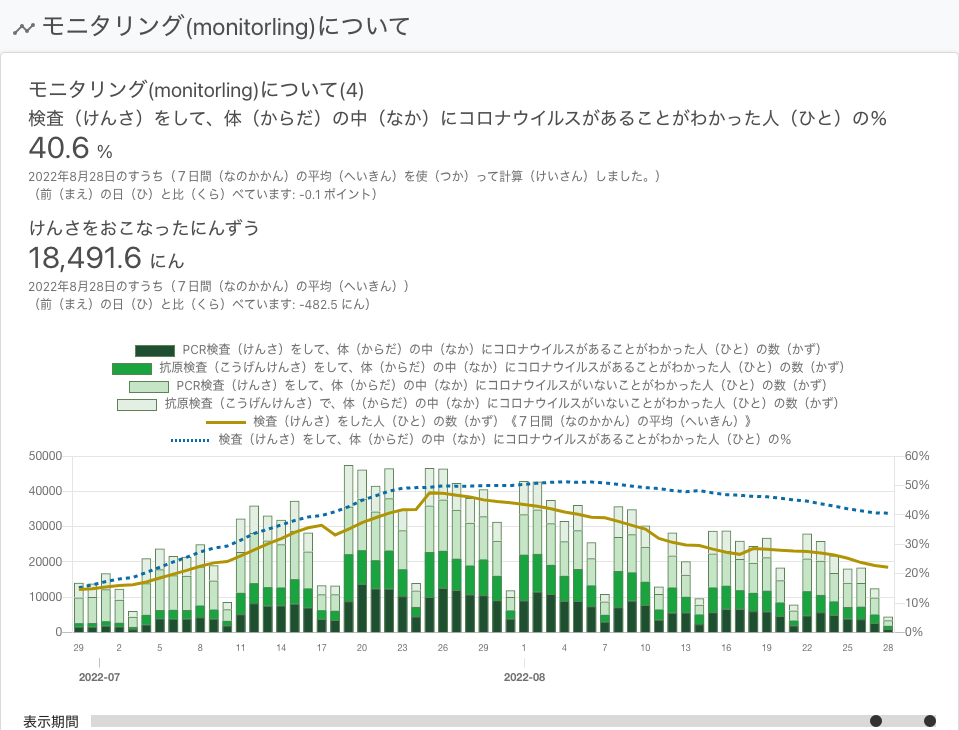 モニタリング(monitorling)について
モニタリング(monitorling)について(4)
検査（けんさ）をして、体（からだ）の中（なか）にコロナウイルスがあることがわかった人（ひと）の%
40.6 %
2022年8月28日のすうち（７日間（なのかかん）の平均（へいきん）を使（つか）って計算（けいさん）しました。）
（前（まえ）の日（ひ）と比（くら）べています: -0.1 ポイント）
けんさをおこなったにんずう
18,491.6 にん
2022年8月28日のすうち（７日間（なのかかん）の平均（へいきん））
（前（まえ）の日（ひ）と比（くら）べています: -482.5 にん）
PCR検査（けんさ）をして、体（からだ）の中（なか）にコロナウイルスがあることがわかった人（ひと）の数（かず）
抗原検査（こうげんけんさ）をして、体（からだ）の中（なか）にコロナウイルスがあることがわかった人（ひと）の数（かず）
PCR検査（けんさ）をして、体（からだ）の中（なか）にコロナウイルスがいないことがわかった人（ひと）の数（かず）
抗原検査（こうげんけんさ）で、体（からだ）の中（なか）にコロナウイルスがいないことがわかった人（ひと）の数（かず）
検査（けんさ）をした人（ひと）の数（かず）《７日間（なのかかん）の平均（へいきん）》
検査（けんさ）をして、体（からだ）の中（なか）にコロナウイルスがあることがわかった人（ひと）の%
50000 60%
40000 50%
30000 40%
20000 30%
10000 20%
0 10%
0%
29 2 5 8 11 14 17 20 23 26 29 1 4 7 10 13 16 19 22 25 28
2022-07 2022-08
表示期間